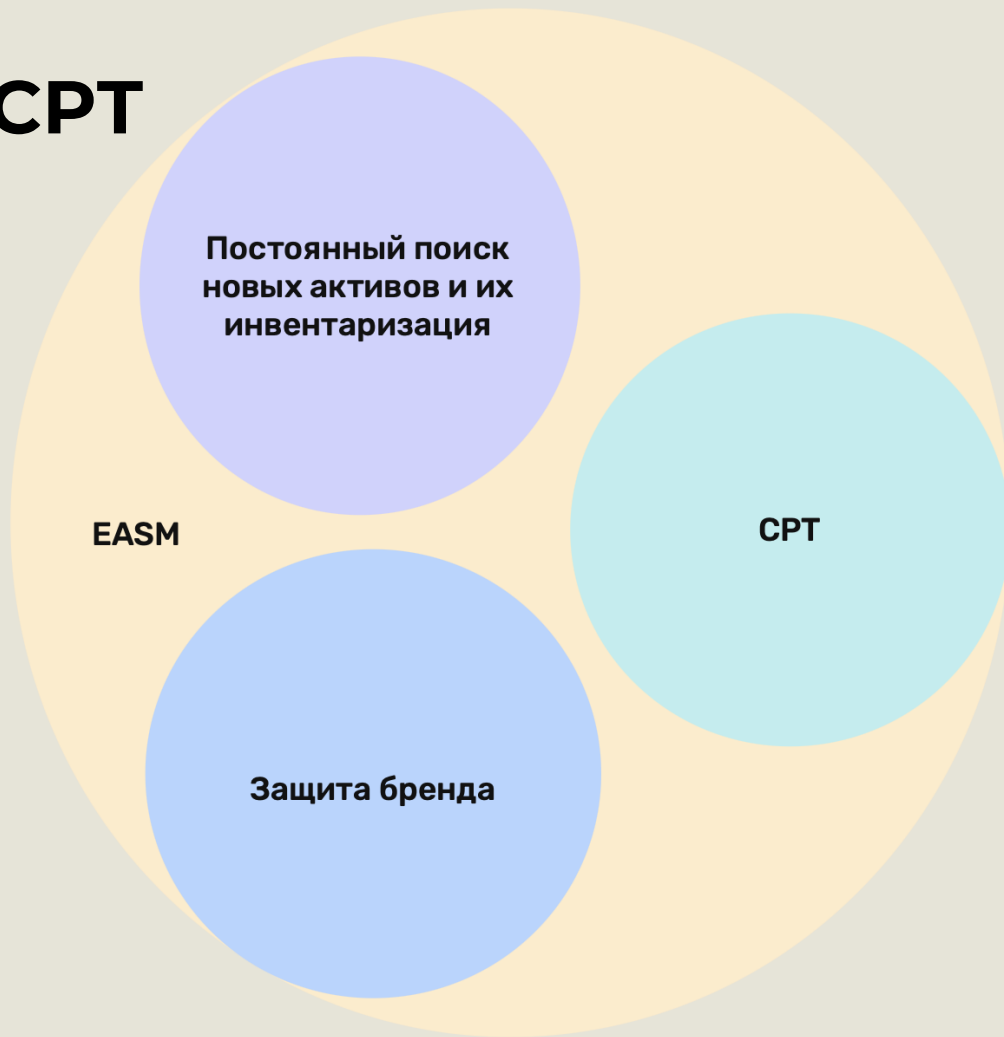 CPT
Постоянный поиск
новых активов и их
инвентаризация
EASM
CPT
Защита бренда